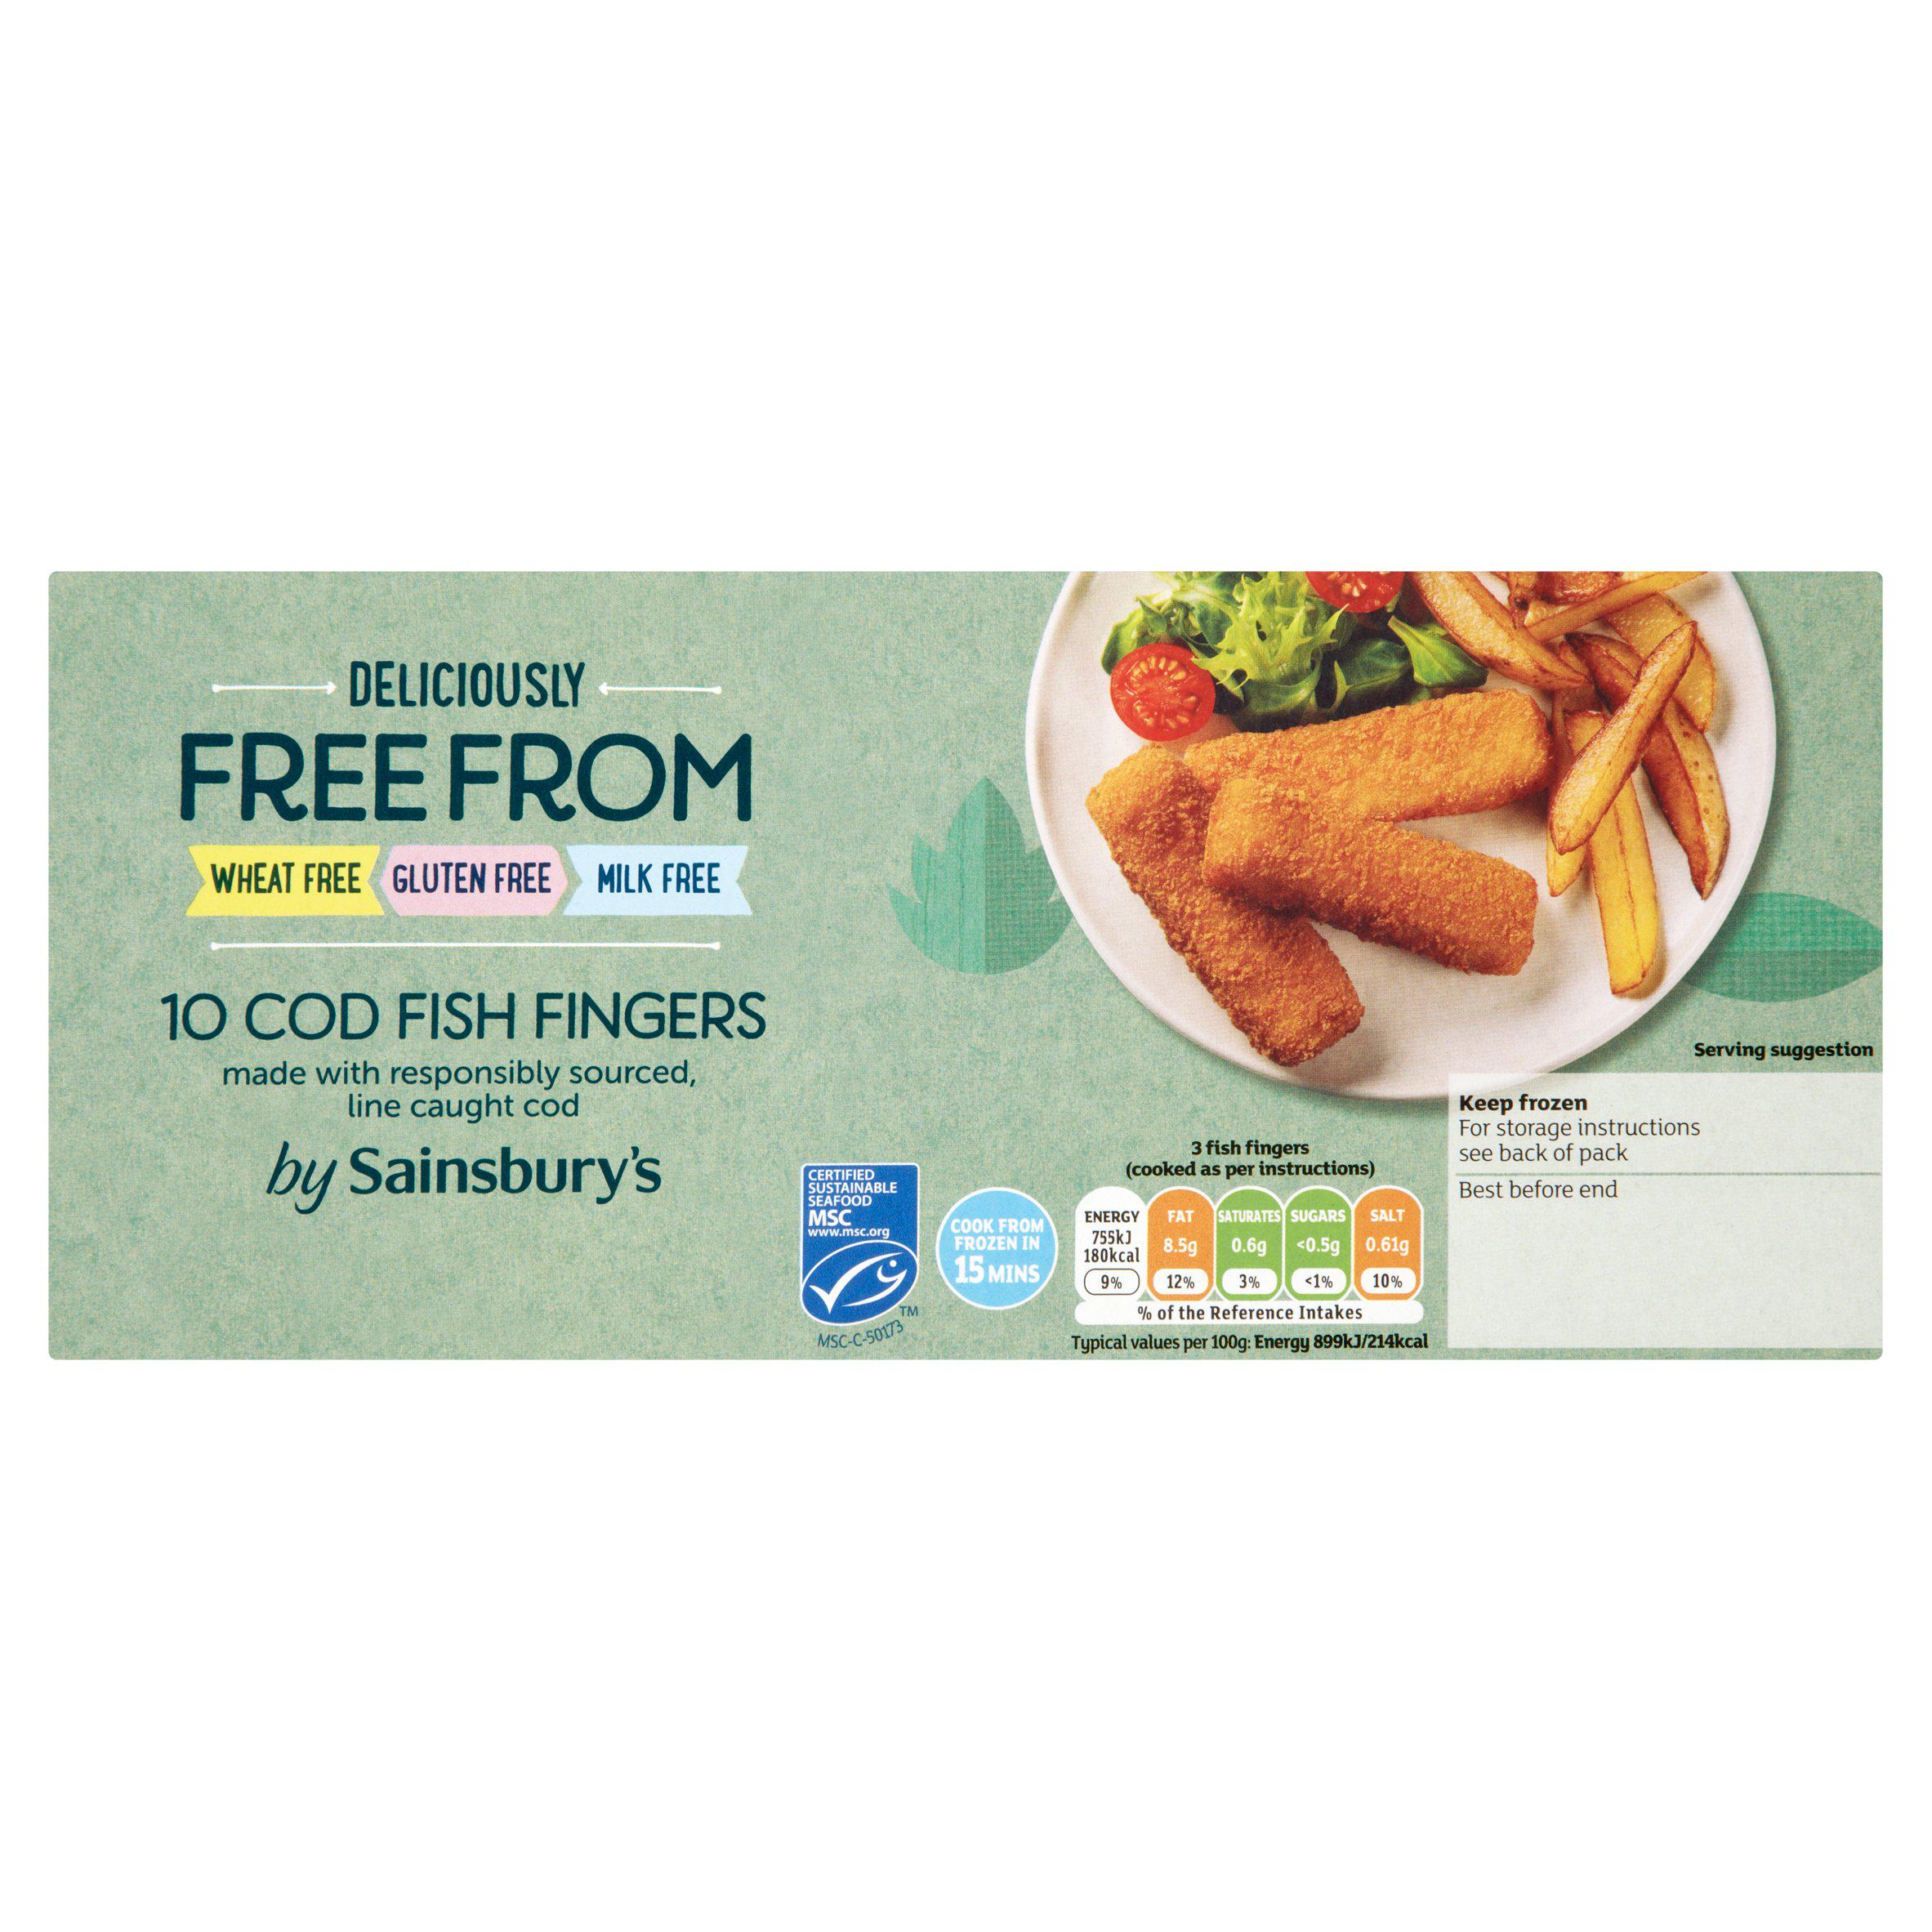 DELICIOUSLY
FREE FROM
WHEAT FREE GLUTEN FREE MILK FREE
10 COD FISH FINGERS
made with responsibly sourced,
line caught cod
by Sainsbury's
CERTIFIED
SUSTAINABLE
SEAFOOD
MSC
www.msc.org
TM
MSC-C-50173
COOK FROM
FROZEN IN
15 MINS
3 fish fingers
(cooked as per instructions)
ENERGY FAT SATURATES SUGARS SALT
755kJ
180kcal 8.5g 0.6g <0.5g 0.61g
9% 12% 3% <1% 10%
% of the Reference Intakes
Typical values per 100g: Energy 899kJ/214kcal
Serving suggestion
Keep frozen
For storage instructions
see back of pack
Best before end